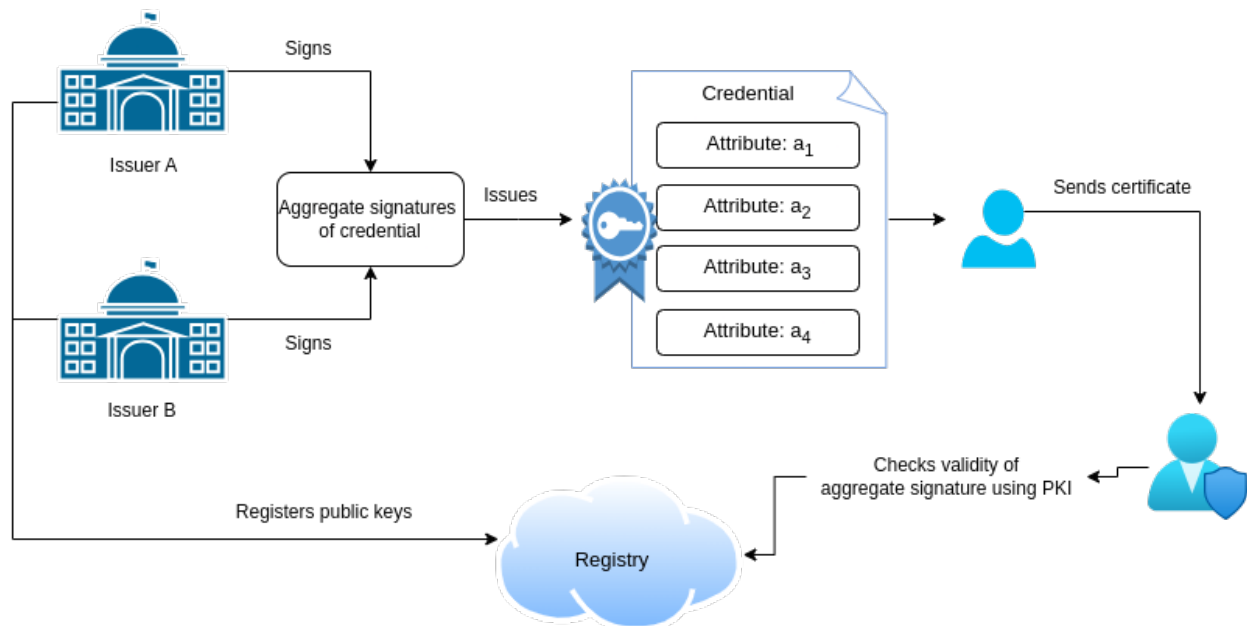 Signs
Issuer A
Credential
Attribute: a1
Aggregate signatures
of credential
Issues
Attribute: a2
Sends certificate
Attribute: a3
Signs
Attribute: a4
Issuer B
Checks validity of
aggregate signature using PKI
Registers public keys
Registry